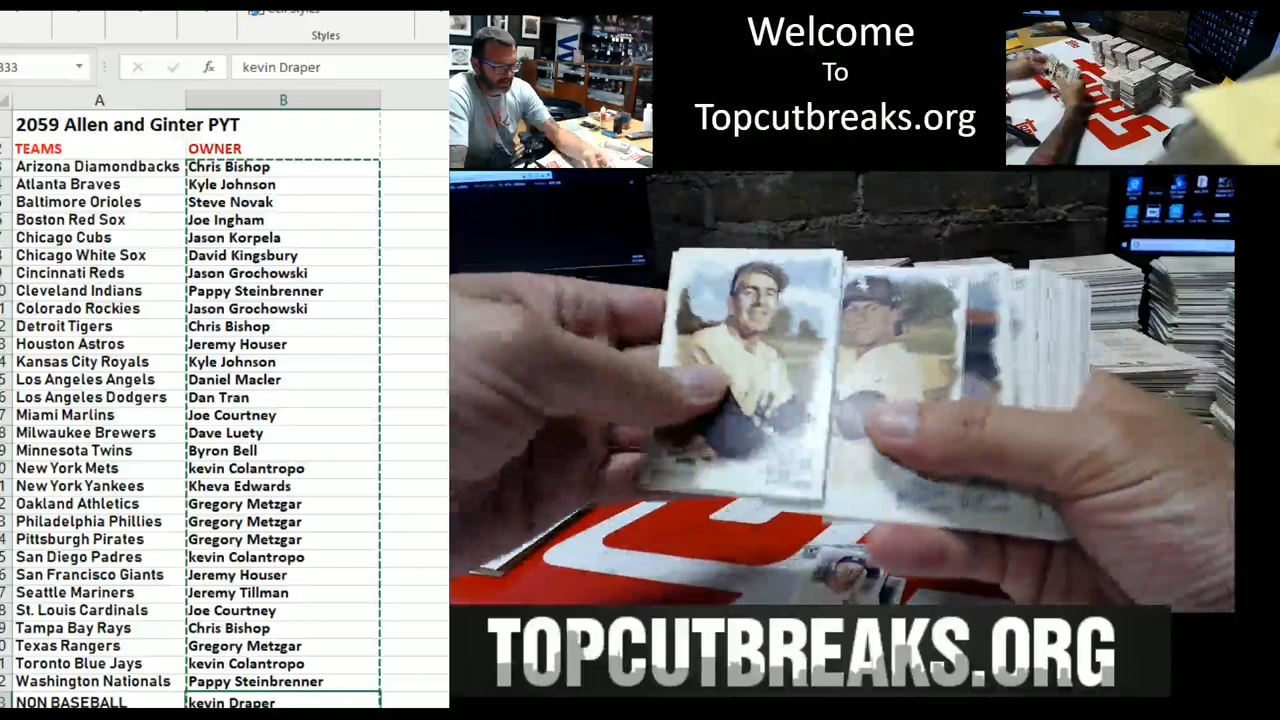 Styles
333
kevin Draper
A B
2059 Allen and Ginter PYT
TEAMS OWNER
Arizona Diamondbacks Chris Bishop
Atlanta Braves Kyle Johnson
Baltimore Orioles Steve Novak
Boston Red Sox Joe Ingham
Chicago Cubs Jason Korpela
Chicago White Sox David Kingsbury
Cincinnati Reds Jason Grochowski
Cleveland Indians Pappy Steinbrenner
Colorado Rockies Jason Grochowski
Detroit Tigers Chris Bishop
Houston Astros Jeremy Houser
Kansas City Royals Kyle Johnson
Los Angeles Angels Daniel Macler
Los Angeles Dodgers Dan Tran
Miami Marlins Joe Courtney
Milwaukee Brewers Dave Luety
Minnesota Twins Byron Bell
New York Mets kevin Colantropo
New York Yankees Kheva Edwards
Oakland Athletics Gregory Metzgar
Philadelphia Phillies Gregory Metzgar
Pittsburgh Pirates Gregory Metzgar
San Diego Padres kevin Colantropo
San Francisco Giants Jeremy Houser
Seattle Mariners Jeremy Tillman
St. Louis Cardinals Joe Courtney
Tampa Bay Rays Chris Bishop
Texas Rangers Gregory Metzgar
Toronto Blue Jays kevin Colantropo
Washington Nationals Pappy Steinbrenner
NON BASEBALL kevin Draper
Welcome
To
Topcutbreaks.org
TOPCUTBREAKS.ORG